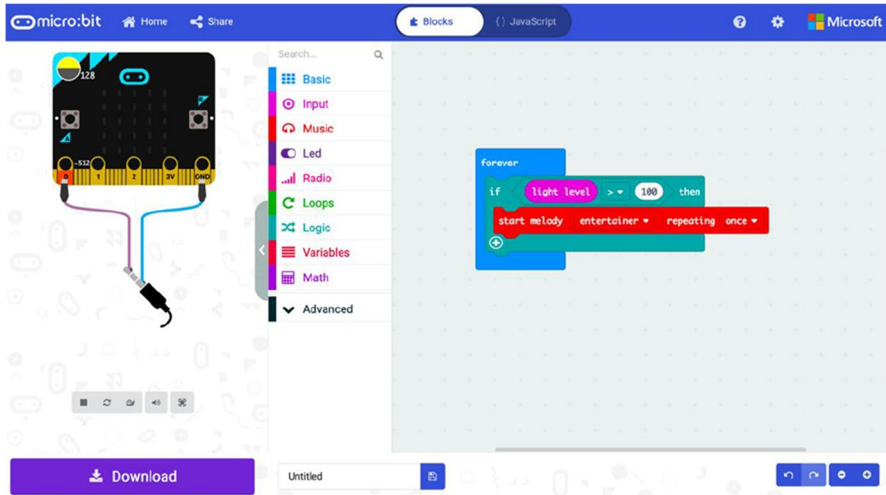 micro:bit Home Share Blocks {} JavaScript ? Microsoft
Search...
128
Basic
Input
Music
Led
Radio
Loops
Logic
Variables
Math
Advanced
-512
0 1 2 3V GND
forever
if light level > 100 then
start melody entertainer repeating once
Download
Untitled